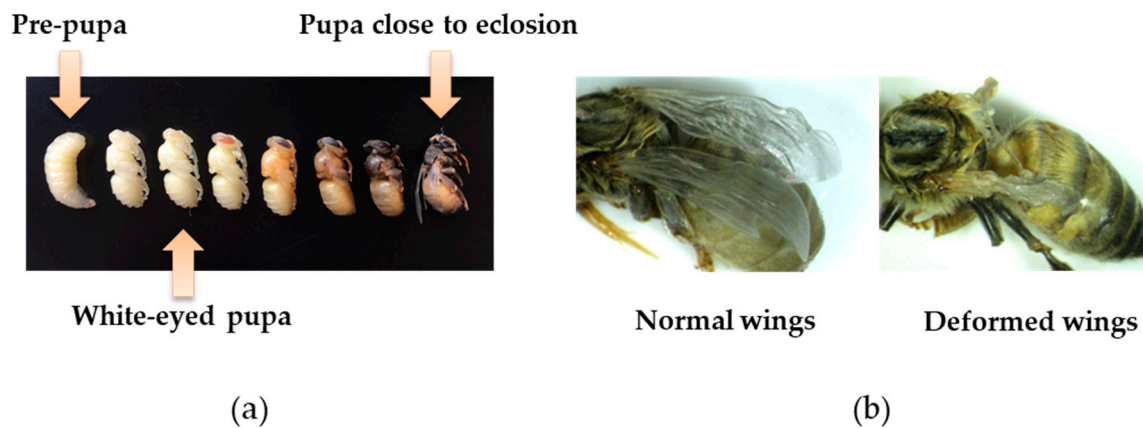 Pre-pupa
Pupa close to eclosion
White-eyed pupa
Normal wings
Deformed wings
(a)
(b)